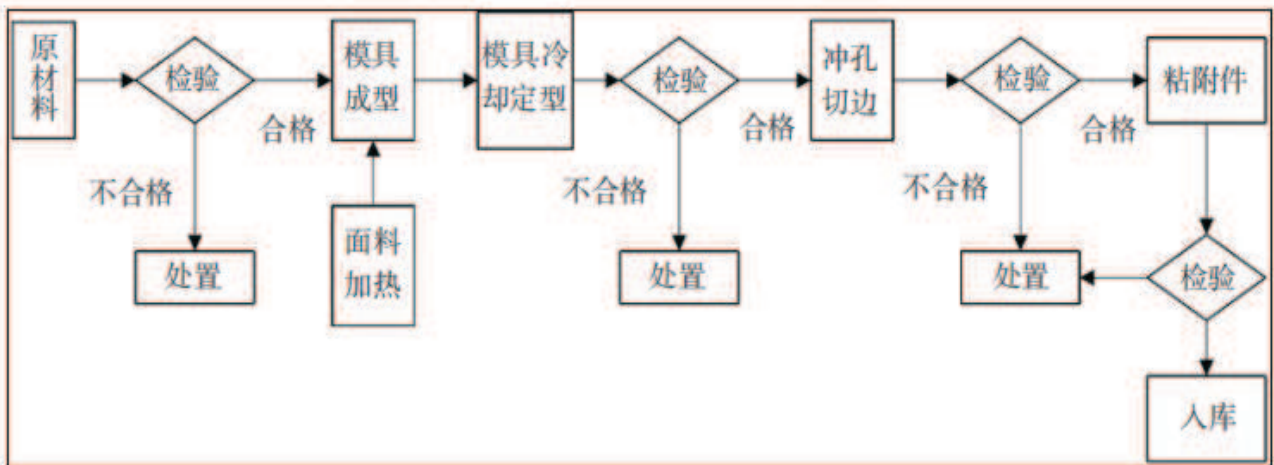 原
材
料
检验
合格
不合格
处置
模具
成型
面料
加热
模具冷
却定型
检验
合格
不合格
处置
冲孔
切边
检验
合格
不合格
处置
粘附件
检验
入库